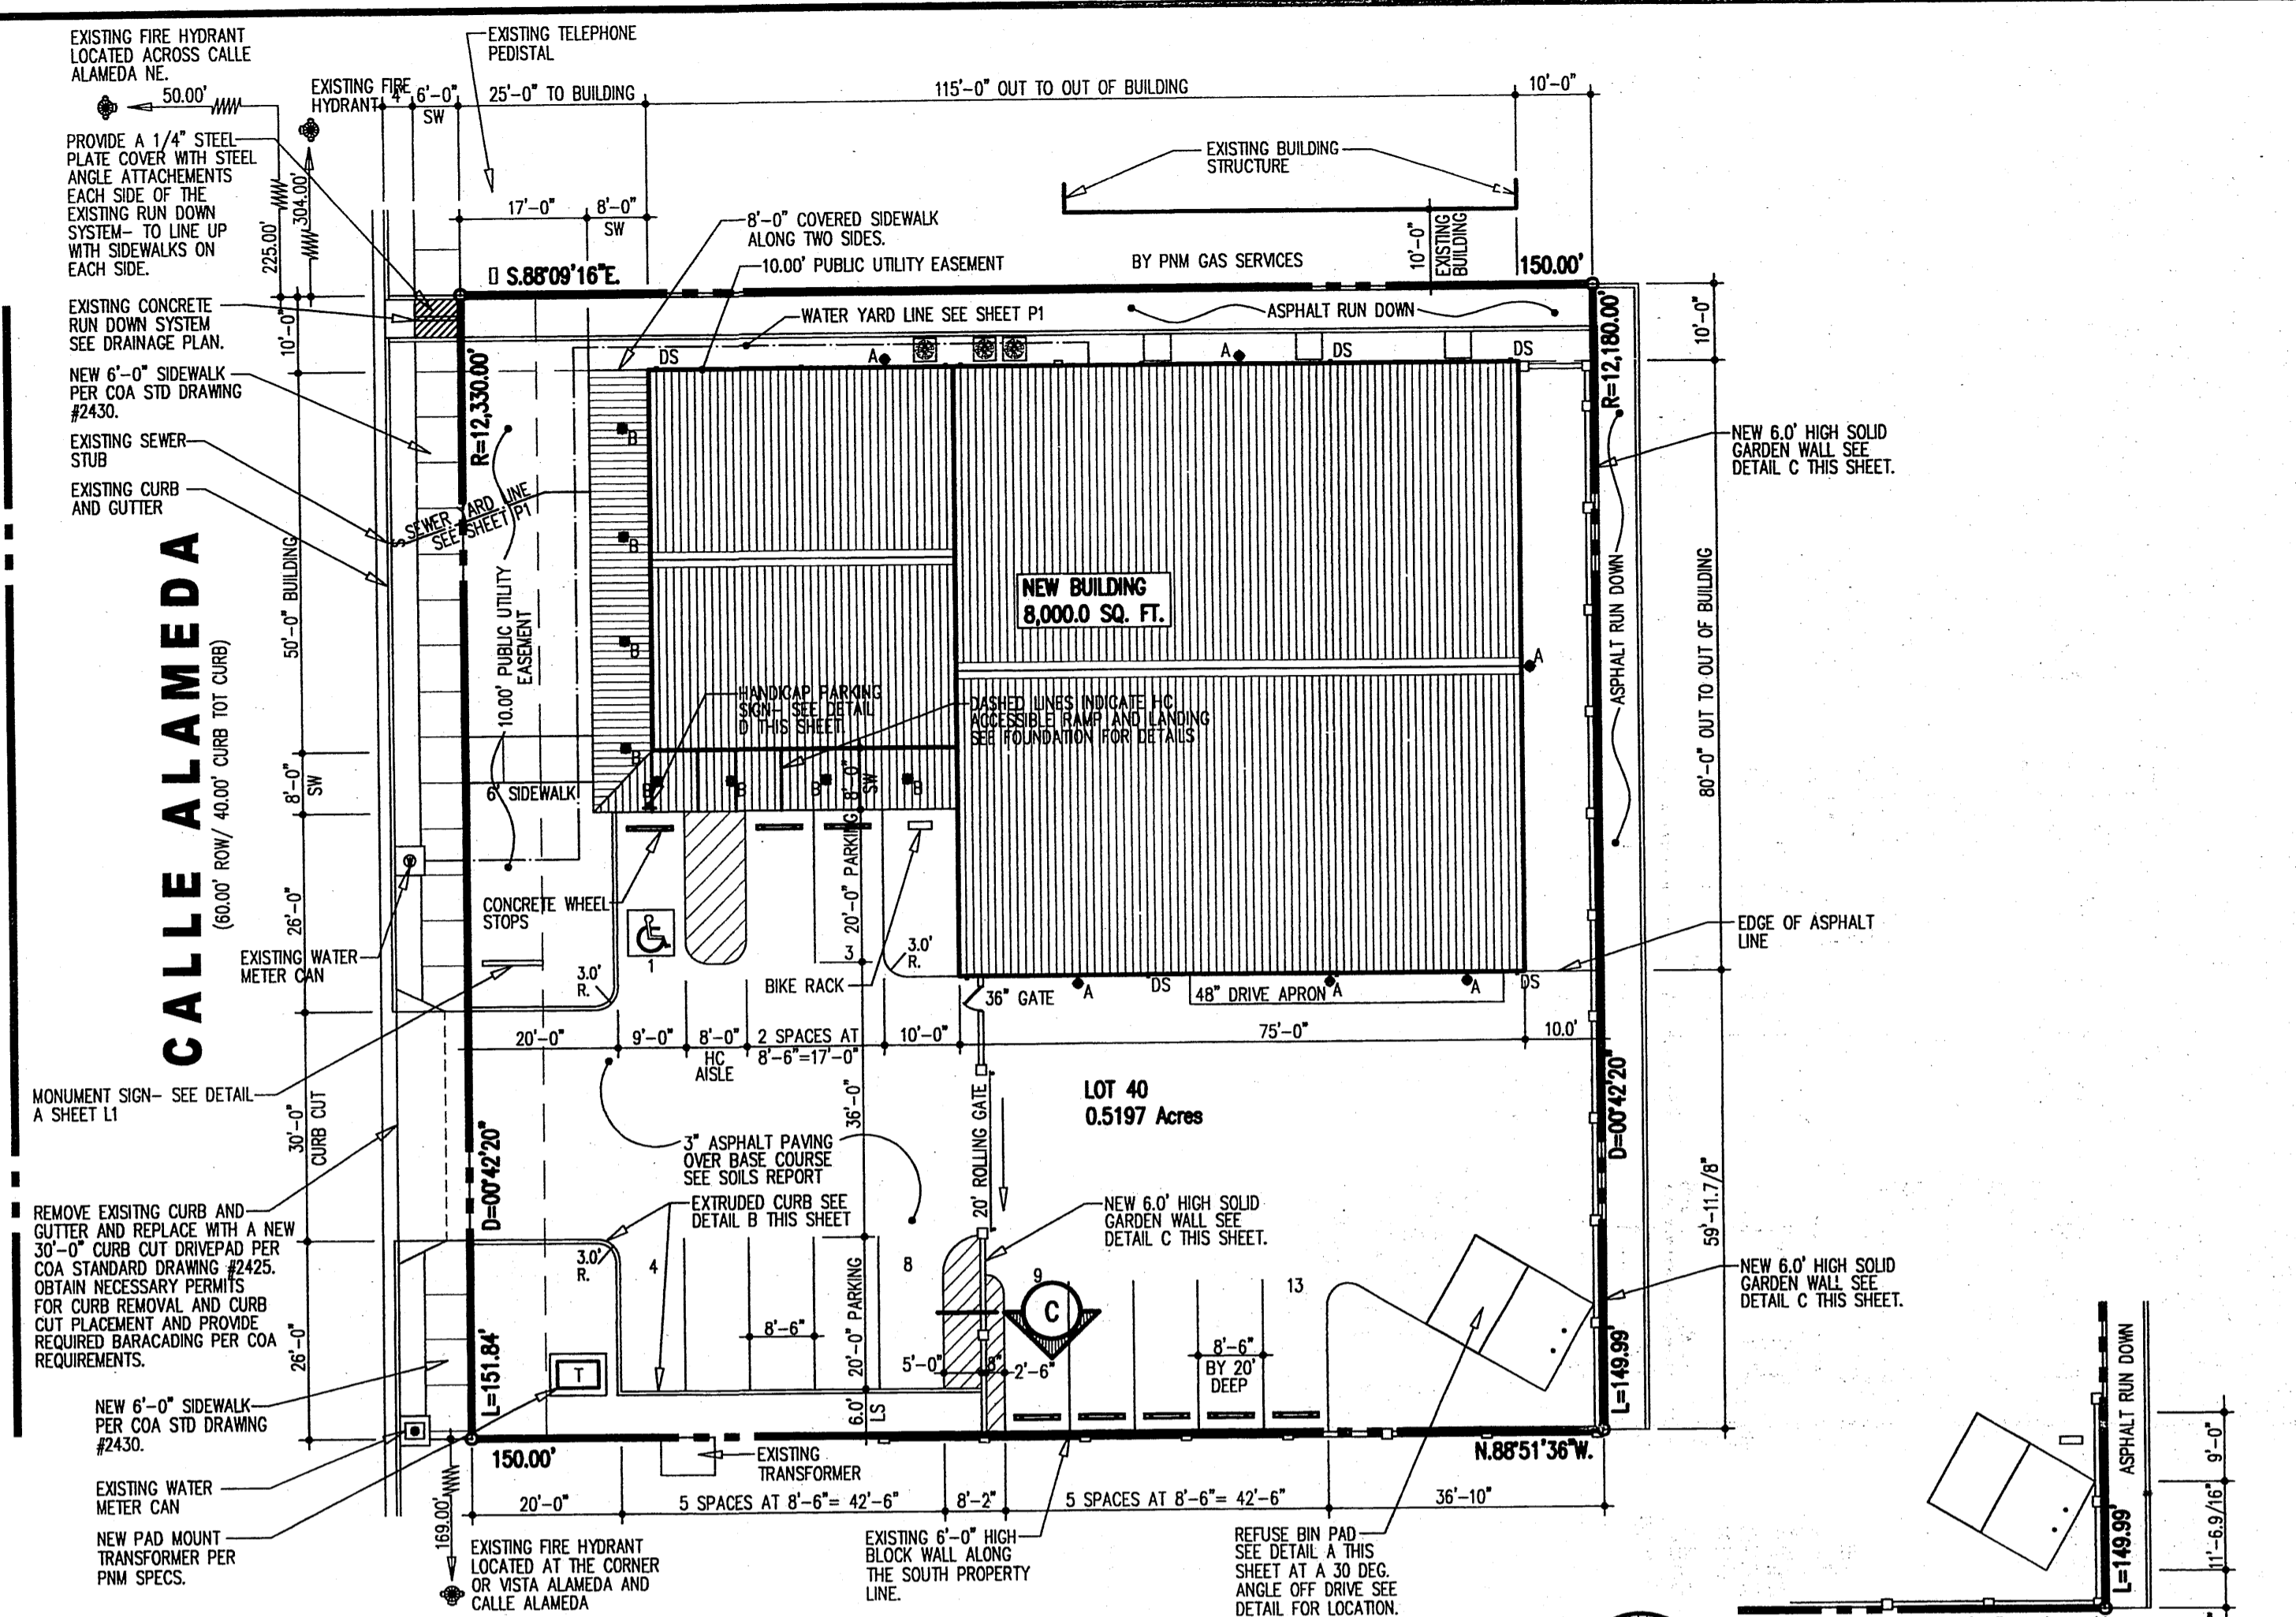 EXISTING FIRE HYDRANT
LOCATED ACROSS CALLE
ALAMEDA NE.
50.00'
EXISTING FIRE
HYDRANT
4"
6'-0"
SW
EXISTING TELEPHONE
PEDISTAL
25'-0" TO BUILDING
115'-0" OUT TO OUT OF BUILDING
10'-0"
PROVIDE A 1/4" STEEL
PLATE COVER WITH STEEL
ANGLE ATTACHEMENTS
EACH SIDE OF THE
EXISTING RUN DOWN
SYSTEM- TO LINE UP
WITH SIDEWALKS ON
EACH SIDE.
225.00'
304.00'
EXISTING BUILDING
STRUCTURE
17'-0"
8'-0"
SW
8'-0" COVERED SIDEWALK
ALONG TWO SIDES.
10.00' PUBLIC UTILITY EASEMENT
BY PNM GAS SERVICES
10'-0"
EXISTING
BUILDING
150.00'
S.88°09'16"E.
EXISTING CONCRETE
RUN DOWN SYSTEM
SEE DRAINAGE PLAN.
10'-0"
WATER YARD LINE SEE SHEET P1
ASPHALT RUN DOWN
R=12,330.00'
R=12,180.00'
10'-0"
DS
A
A
DS
DS
NEW 6'-0" SIDEWALK
PER COA STD DRAWING
#2430.
EXISTING SEWER
STUB
EXISTING CURB
AND GUTTER
S
SEWER YARD LINE
SEE SHEET P1
B
B
B
B
NEW 6.0' HIGH SOLID
GARDEN WALL SEE
DETAIL C THIS SHEET.
CALLE ALAMEDA
(60.00' ROW/ 40.00' CURB TOT CURB)
50'-0" BUILDING
10.00' PUBLIC UTILITY
EASEMENT
NEW BUILDING
8,000.0 SQ. FT.
ASPHALT RUN DOWN
80'-0" OUT TO OUT OF BUILDING
A
HANDICAP PARKING
SIGN- SEE DETAIL
D THIS SHEET.
DASHED LINES INDICATE HC
ACCESSIBLE RAMP AND LANDING
SEE FOUNDATION FOR DETAILS
8'-0"
SW
6' SIDEWALK
B
B
B
B
8'-0"
SW
26'-0"
CONCRETE WHEEL
STOPS
20'-0" PARKING
EXISTING WATER
METER CAN
1
3
3.0'
R.
3.0'
R.
BIKE RACK
36" GATE
A
DS
48" DRIVE APRON
A
A
DS
EDGE OF ASPHALT
LINE
20'-0"
9'-0"
8'-0"
HC
AISLE
2 SPACES AT
8'-6"=17'-0"
10'-0"
75'-0"
10.0'
MONUMENT SIGN- SEE DETAIL
A SHEET L1
30'-0"
CURB CUT
36'-0"
LOT 40
0.5197 Acres
D=00°42'20"
D=00°42'20"
3" ASPHALT PAVING
OVER BASE COURSE
SEE SOILS REPORT
20' ROLLING GATE
59'-11.7/8"
EXTRUDED CURB SEE
DETAIL B THIS SHEET
NEW 6.0' HIGH SOLID
GARDEN WALL SEE
DETAIL C THIS SHEET.
REMOVE EXISITNG CURB AND
GUTTER AND REPLACE WITH A NEW
30'-0" CURB CUT DRIVEPAD PER
COA STANDARD DRAWING #2425.
OBTAIN NECESSARY PERMITS
FOR CURB REMOVAL AND CURB
CUT PLACEMENT AND PROVIDE
REQUIRED BARACADING PER COA
REQUIREMENTS.
3.0'
R.
4
8
9
C
13
NEW 6.0' HIGH SOLID
GARDEN WALL SEE
DETAIL C THIS SHEET.
26'-0"
L=151.84'
T
8'-6"
20'-0" PARKING
5'-0"
8"
2'-6"
8'-6"
BY 20'
DEEP
L=149.99'
6.0'
LS
NEW 6'-0" SIDEWALK
PER COA STD DRAWING
#2430.
150.00'
EXISTING
TRANSFORMER
N.88°51'36"W.
EXISTING WATER
METER CAN
20'-0"
5 SPACES AT 8'-6"= 42'-6"
8'-2"
5 SPACES AT 8'-6"= 42'-6"
36'-10"
NEW PAD MOUNT
TRANSFORMER PER
PNM SPECS.
169.00'
EXISTING FIRE HYDRANT
LOCATED AT THE CORNER
OR VISTA ALAMEDA AND
CALLE ALAMEDA
EXISTING 6'-0" HIGH
BLOCK WALL ALONG
THE SOUTH PROPERTY
LINE.
REFUSE BIN PAD
SEE DETAIL A THIS
SHEET AT A 30 DEG.
ANGLE OFF DRIVE SEE
DETAIL FOR LOCATION.
ASPHALT RUN DOWN
9'-0"
11'-6.9/16"
L=149.99'